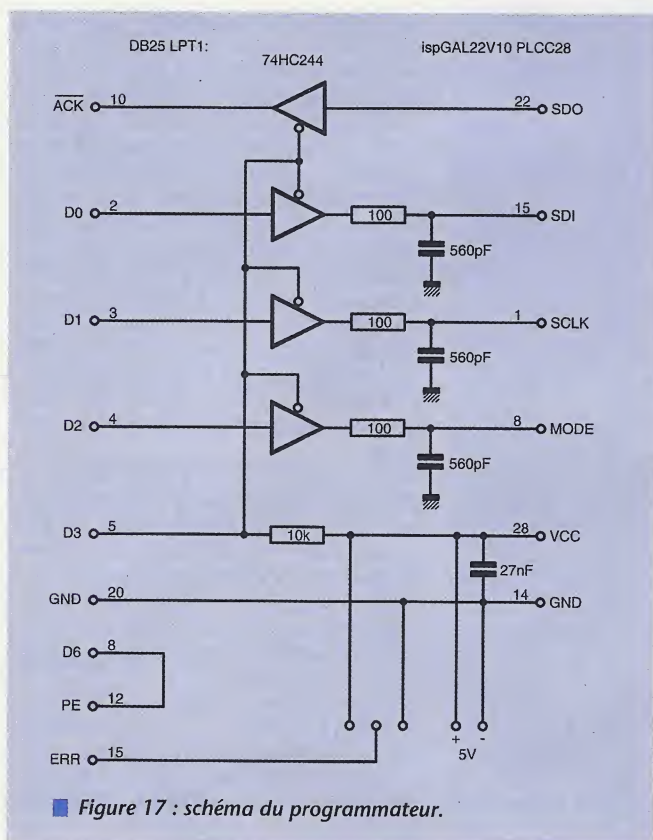 DB25 LPT1: 74HC244 ispGAL22V10 PLCC28
ACK 10 22 SDO
D0 2 100 15 SDI
560pF
D1 3 100 1 SCLK
560pF
D2 4 100 8 MODE
560pF
D3 5 10k 28 VCC
27nF
GND 20 14 GND
D6 8
PE 12
+ -
5V
ERR 15
Figure 17 : schéma du programmateur.